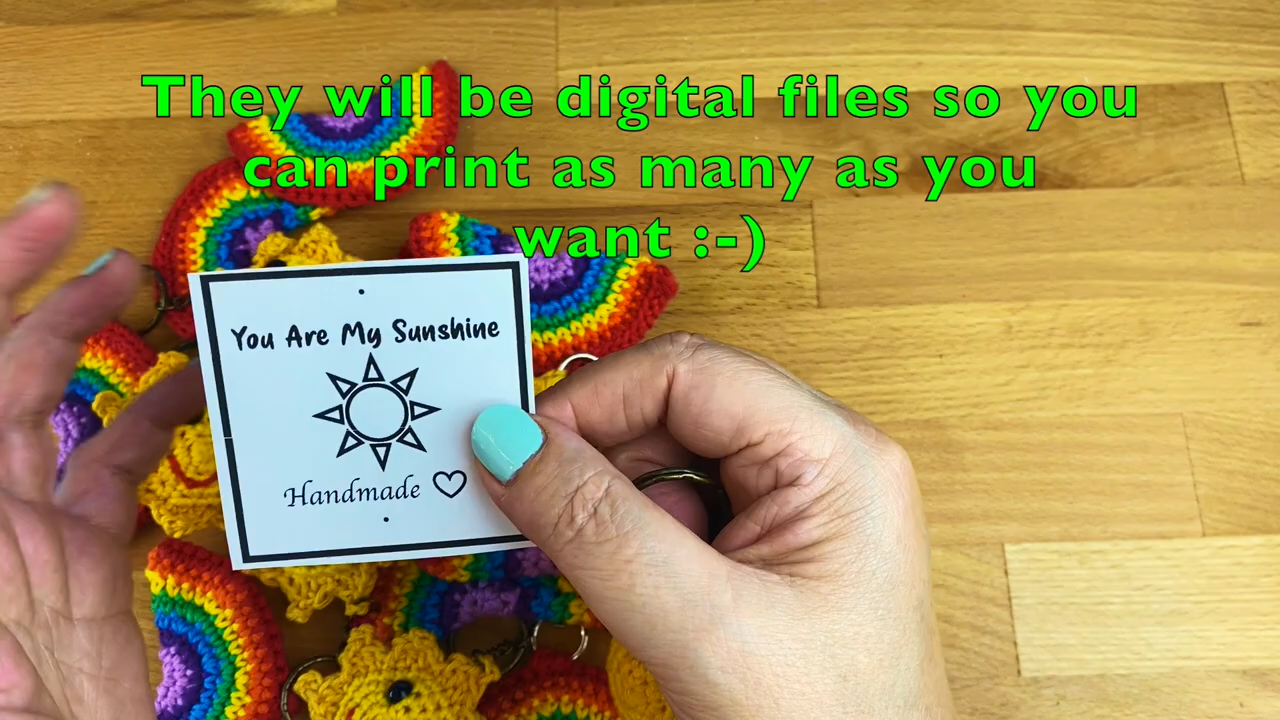 They will be digital files so you
can print as many as you
want :-)
You Are My Sunshine
Handmade